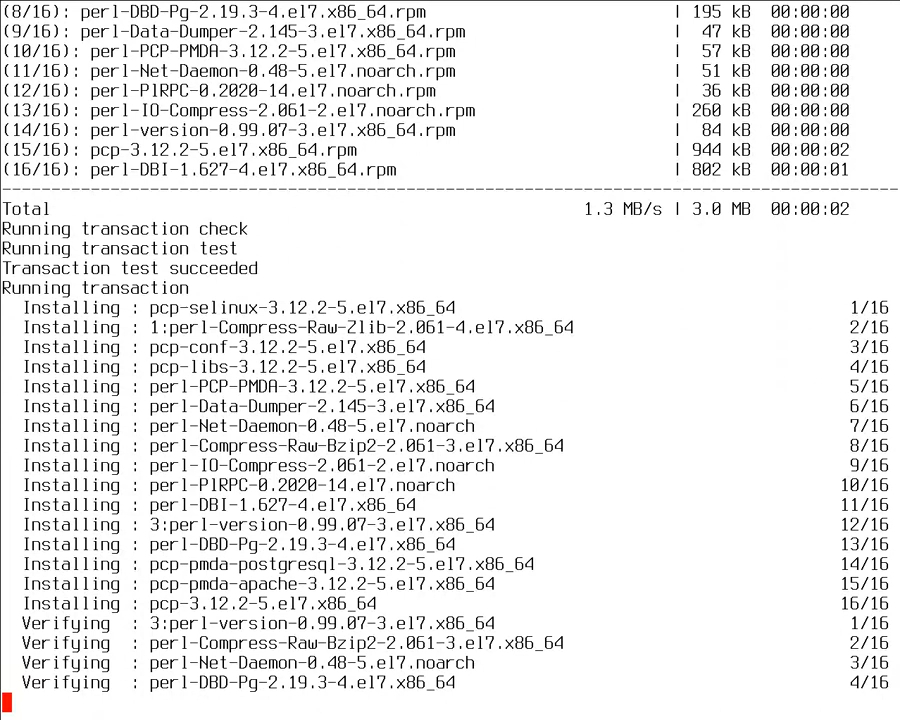 (8/16): perl-DBD-Pg-2.19.3-4.el7.x86_64.rpm | 195 kB 00:00:00
(9/16): perl-Data-Dumper-2.145-3.el7.x86_64.rpm | 47 kB 00:00:00
(10/16): perl-PCP-PMDA-3.12.2-5.el7.x86_64.rpm | 57 kB 00:00:00
(11/16): perl-Net-Daemon-0.48-5.el7.noarch.rpm | 51 kB 00:00:00
(12/16): perl-PlRPC-0.2020-14.el7.noarch.rpm | 36 kB 00:00:00
(13/16): perl-IO-Compress-2.061-2.el7.noarch.rpm | 260 kB 00:00:00
(14/16): perl-version-0.99.07-3.el7.x86_64.rpm | 84 kB 00:00:00
(15/16): pcp-3.12.2-5.el7.x86_64.rpm | 944 kB 00:00:02
(16/16): perl-DBI-1.627-4.el7.x86_64.rpm | 802 kB 00:00:01
------------------------------------------------------------------------------------------
Total 1.3 MB/s | 3.0 MB 00:00:02
Running transaction check
Running transaction test
Transaction test succeeded
Running transaction
Installing : pcp-selinux-3.12.2-5.el7.x86_64 1/16
Installing : 1:perl-Compress-Raw-Zlib-2.061-4.el7.x86_64 2/16
Installing : pcp-conf-3.12.2-5.el7.x86_64 3/16
Installing : pcp-libs-3.12.2-5.el7.x86_64 4/16
Installing : perl-PCP-PMDA-3.12.2-5.el7.x86_64 5/16
Installing : perl-Data-Dumper-2.145-3.el7.x86_64 6/16
Installing : perl-Net-Daemon-0.48-5.el7.noarch 7/16
Installing : perl-Compress-Raw-Bzip2-2.061-3.el7.x86_64 8/16
Installing : perl-IO-Compress-2.061-2.el7.noarch 9/16
Installing : perl-PlRPC-0.2020-14.el7.noarch 10/16
Installing : perl-DBI-1.627-4.el7.x86_64 11/16
Installing : 3:perl-version-0.99.07-3.el7.x86_64 12/16
Installing : perl-DBD-Pg-2.19.3-4.el7.x86_64 13/16
Installing : pcp-pmda-postgresql-3.12.2-5.el7.x86_64 14/16
Installing : pcp-pmda-apache-3.12.2-5.el7.x86_64 15/16
Installing : pcp-3.12.2-5.el7.x86_64 16/16
Verifying : 3:perl-version-0.99.07-3.el7.x86_64 1/16
Verifying : perl-Compress-Raw-Bzip2-2.061-3.el7.x86_64 2/16
Verifying : perl-Net-Daemon-0.48-5.el7.noarch 3/16
Verifying : perl-DBD-Pg-2.19.3-4.el7.x86_64 4/16